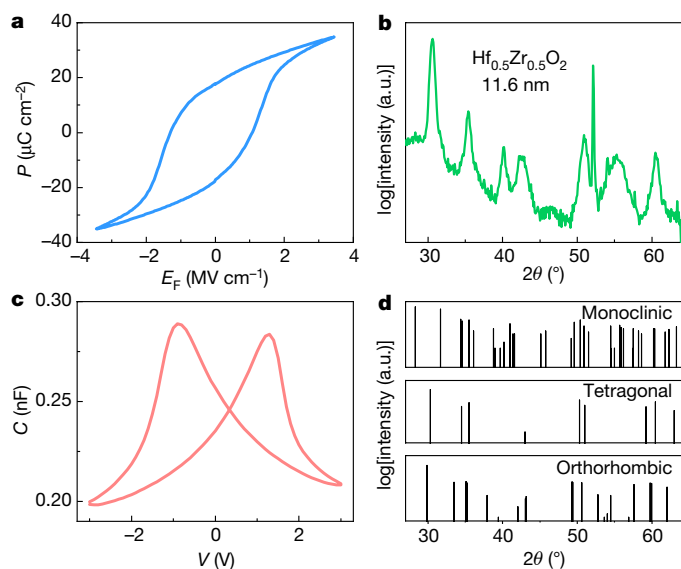 a
40
20
0
−20
−40
P (μC cm−2)
−4
−2
0
2
4
EF (MV cm−1)
b
Hf0.5Zr0.5O2
11.6 nm
log[intensity (a.u.)]
30
40
50
60
2θ (°)
c
0.30
0.25
0.20
C (nF)
−2
0
2
V (V)
d
Monoclinic
Tetragonal
Orthorhombic
log[intensity (a.u.)]
30
40
50
60
2θ (°)